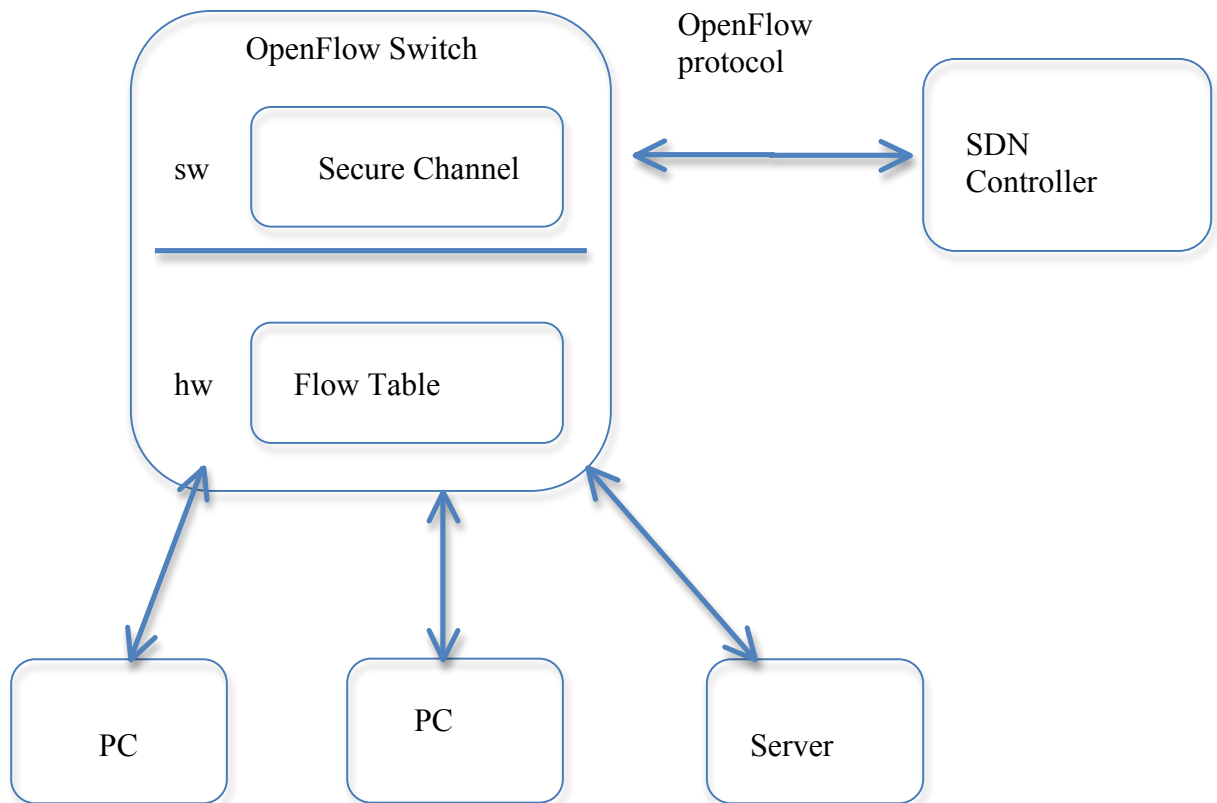 OpenFlow Switch
OpenFlow
protocol
sw
Secure Channel
SDN
Controller
hw
Flow Table
PC
PC
Server